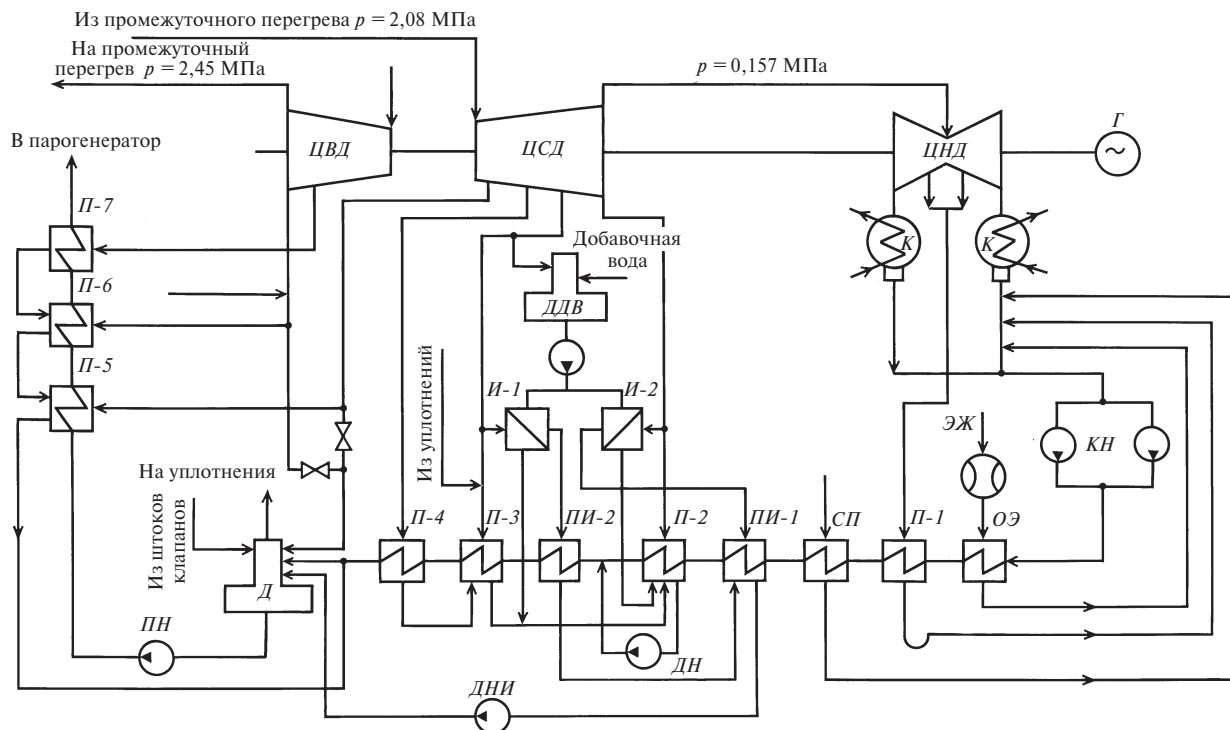 Из промежуточного перегрева p = 2,08 МПа
На промежуточный
перегрев p = 2,45 МПа
p = 0,157 МПа
В парогенератор
ЦВД
ЦСД
ЦНД
Г
П-7
К
К
Добавочная
вода
П-6
ДДВ
П-5
Из уплотнений
И-1
И-2
ЭЖ
КН
На уплотнения
Из штоков
клапанов
П-4
П-3
ПИ-2
П-2
ПИ-1
СП
П-1
ОЭ
Д
ПН
ДН
ДНИ